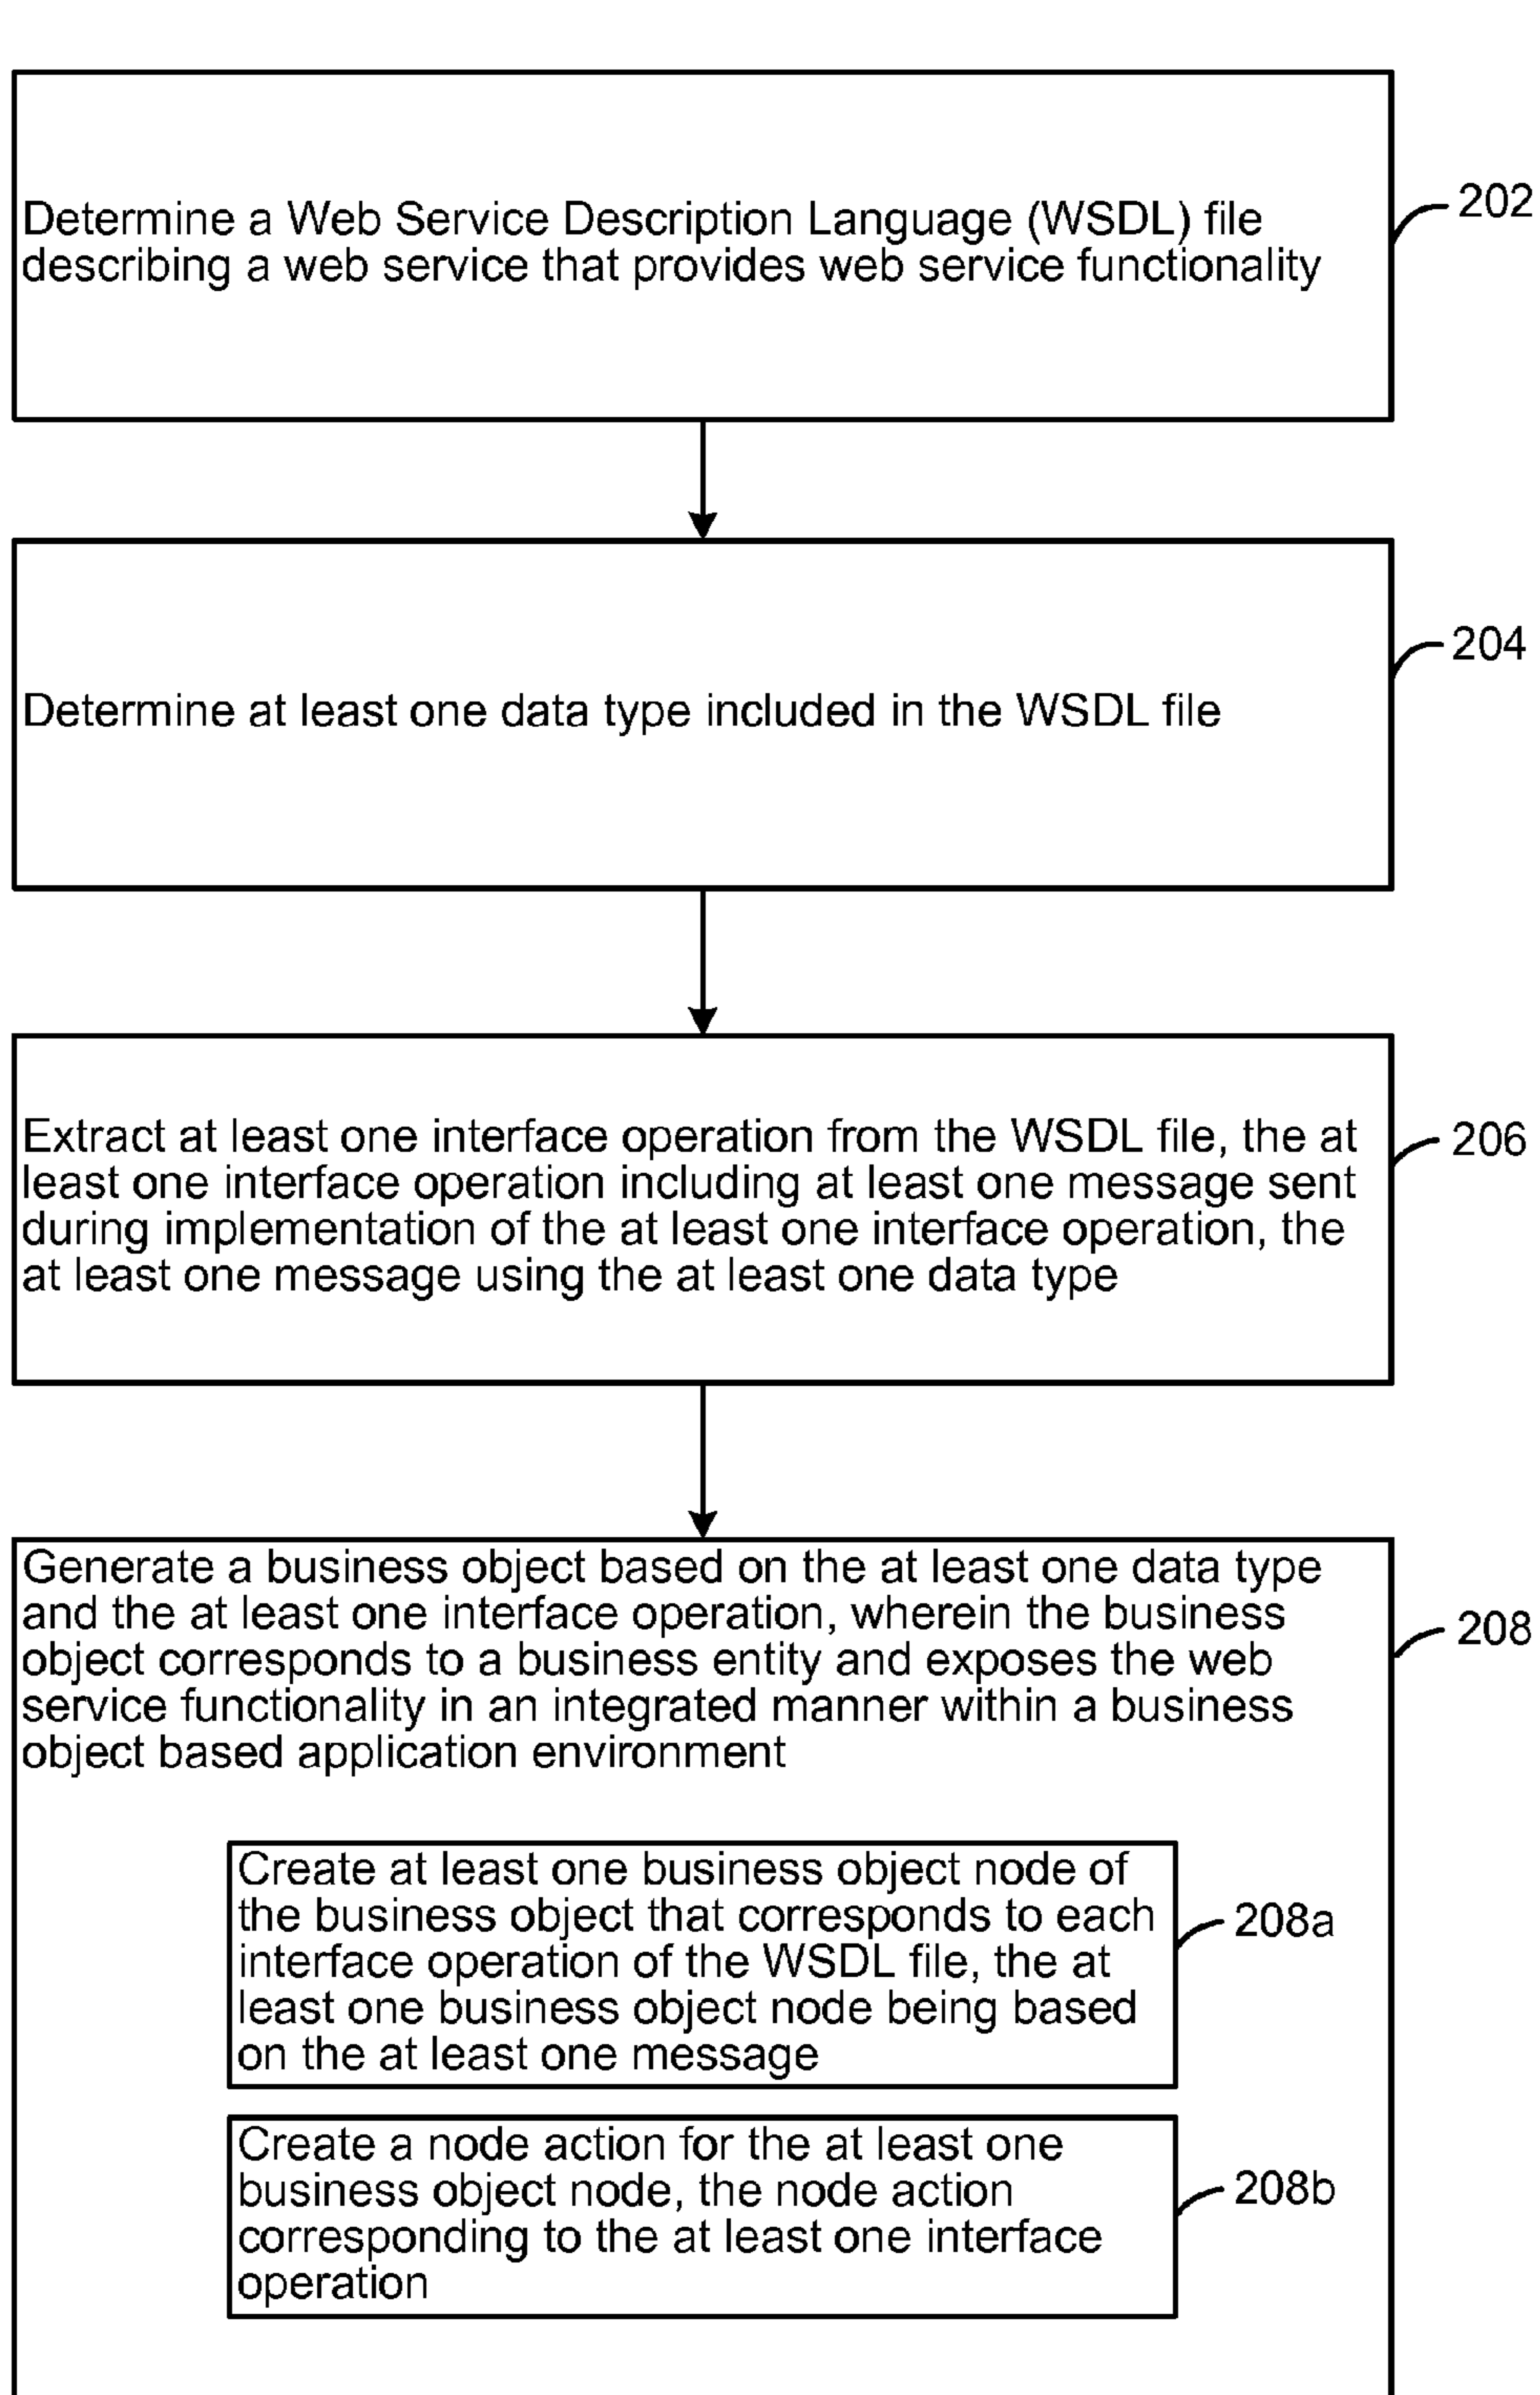 Determine a Web Service Description Language (WSDL) file
describing a web service that provides web service functionality
202
Determine at least one data type included in the WSDL file
204
Extract at least one interface operation from the WSDL file, the at
least one interface operation including at least one message sent
during implementation of the at least one interface operation, the
at least one message using the at least one data type
206
Generate a business object based on the at least one data type
and the at least one interface operation, wherein the business
object corresponds to a business entity and exposes the web
service functionality in an integrated manner within a business
object based application environment
208
Create at least one business object node of
the business object that corresponds to each
interface operation of the WSDL file, the at
least one business object node being based
on the at least one message
208a
Create a node action for the at least one
business object node, the node action
corresponding to the at least one interface
operation
208b